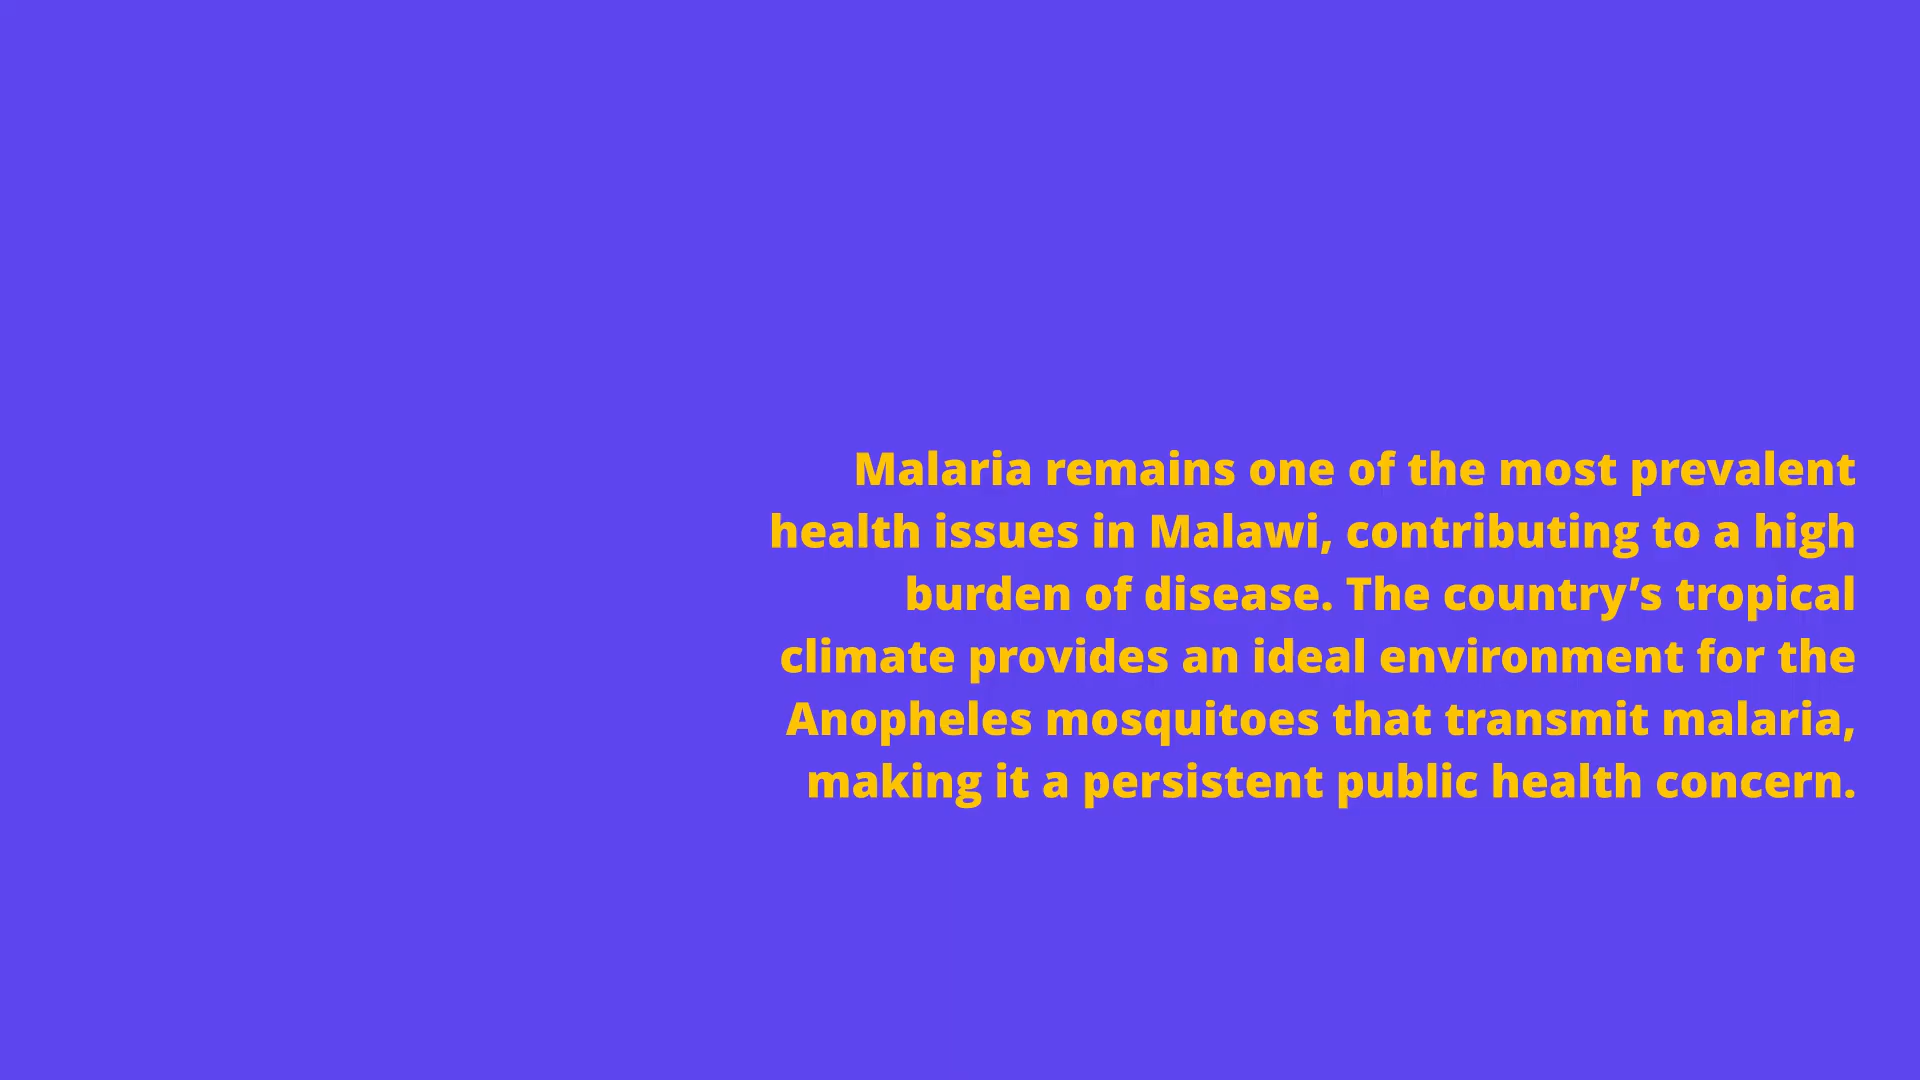 Malaria remains one of the most prevalent
health issues in Malawi, contributing to a high
burden of disease. The country’s tropical
climate provides an ideal environment for the
Anopheles mosquitoes that transmit malaria,
making it a persistent public health concern.